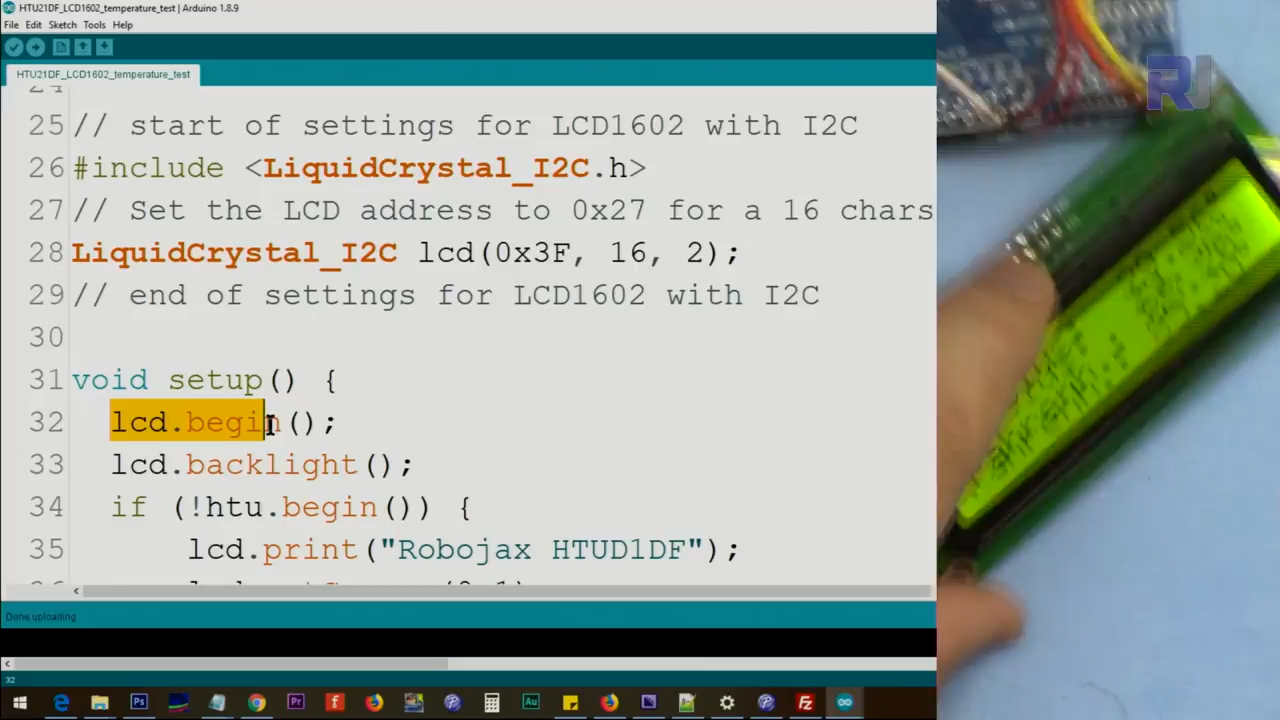 HTU21DF_LCD1602_temperature_test | Arduino 1.8.9
File Edit Sketch Tools Help
HTU21DF_LCD1602_temperature_test
24
25 // start of settings for LCD1602 with I2C
26 #include <LiquidCrystal_I2C.h>
27 // Set the LCD address to 0x27 for a 16 chars
28 LiquidCrystal_I2C lcd(0x3F, 16, 2);
29 // end of settings for LCD1602 with I2C
30
31 void setup() {
32 lcd.begin();
33 lcd.backlight();
34 if (!htu.begin()) {
35 lcd.print("Robojax HTUD1DF");
Done uploading
32
RJ